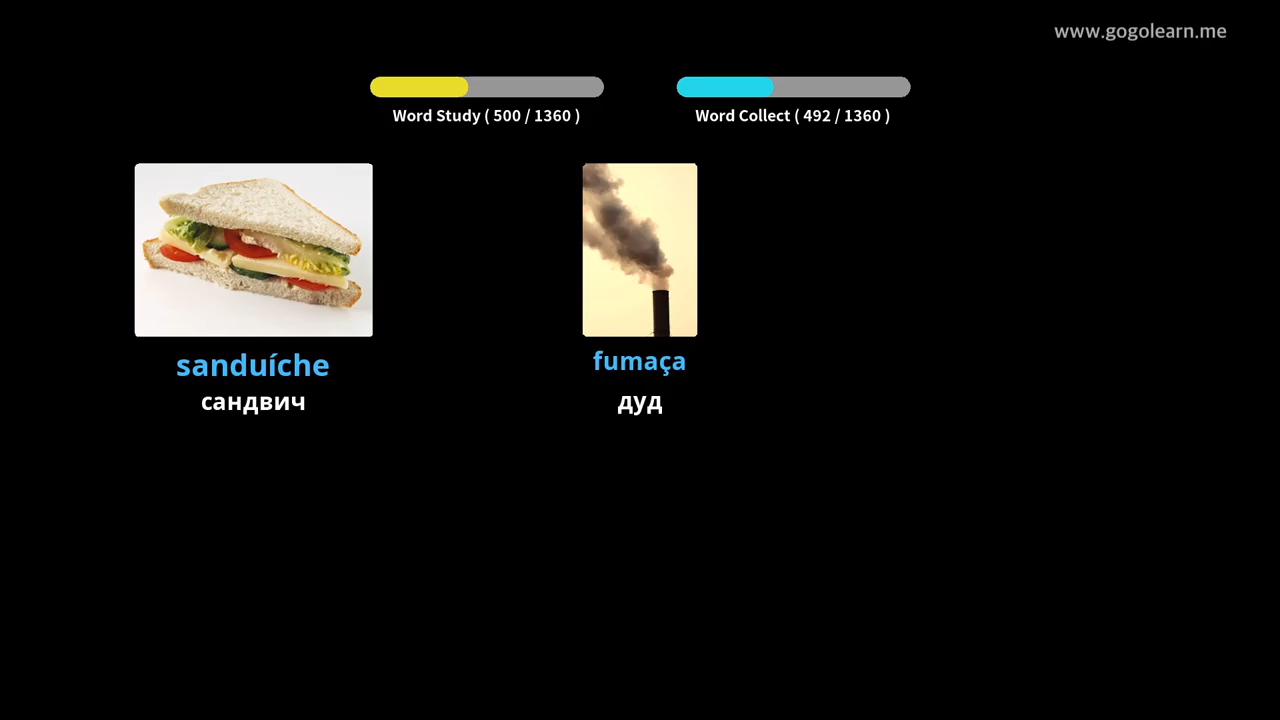 www.gogolearn.me
Word Study ( 500 / 1360 )
Word Collect ( 492 / 1360 )
sanduíche
сандвич
fumaça
дуд